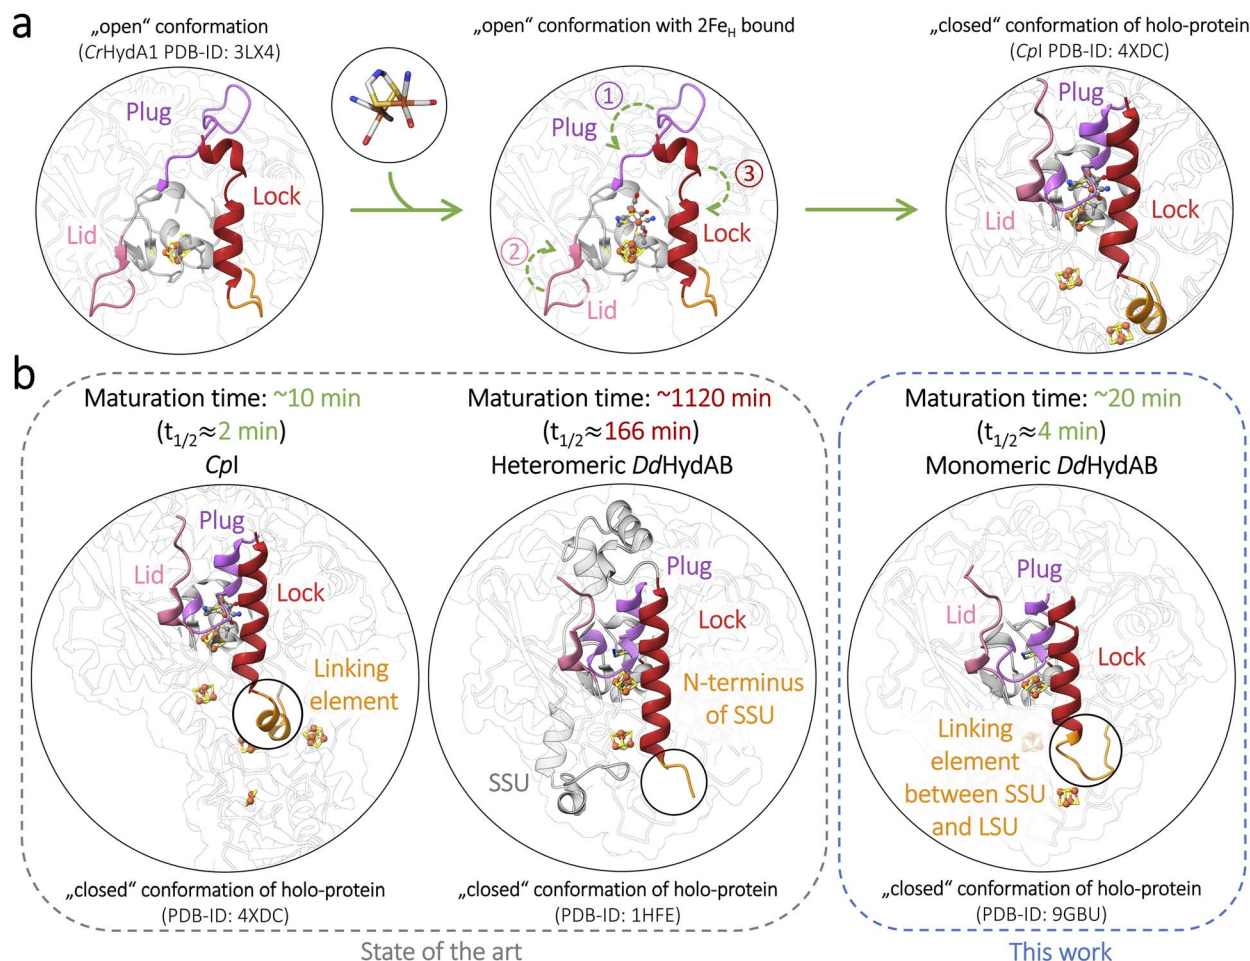 a
„open“ conformation
(CrHydA1 PDB-ID: 3LX4)
„open“ conformation with 2FeH bound
„closed“ conformation of holo-protein
(CpI PDB-ID: 4XDC)
Plug
Lock
Lid
1
Plug
3
Lock
2
Lid
Plug
Lid
Lock
b
Maturation time: ~10 min
(t1/2≈2 min)
CpI
Plug
Lid
Lock
Linking
element
„closed“ conformation of holo-protein
(PDB-ID: 4XDC)
Maturation time: ~1120 min
(t1/2≈166 min)
Heteromeric DdHydAB
Plug
Lock
N-terminus
of SSU
SSU
„closed“ conformation of holo-protein
(PDB-ID: 1HFE)
State of the art
Maturation time: ~20 min
(t1/2≈4 min)
Monomeric DdHydAB
Plug
Lid
Lock
Linking
element
between SSU
and LSU
„closed“ conformation of holo-protein
(PDB-ID: 9GBU)
This work